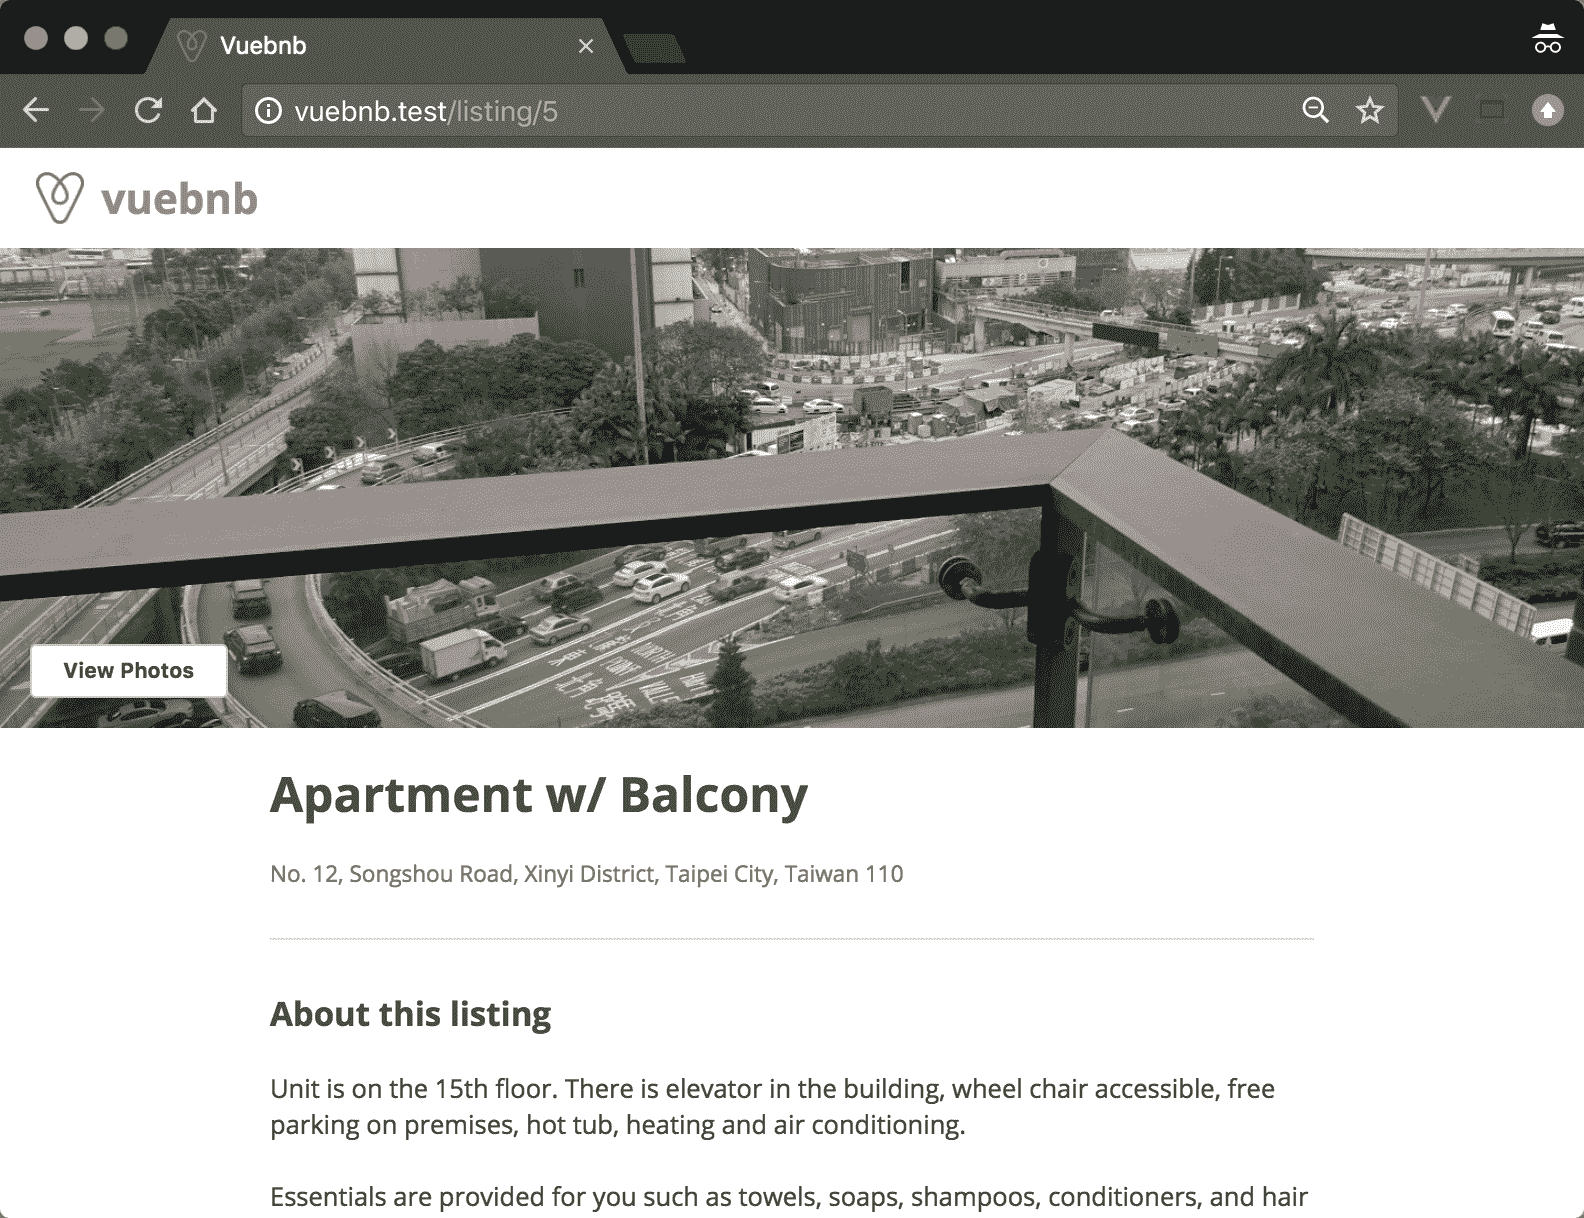 Vuebnb
vuebnb.test/listing/5
vuebnb
View Photos
Apartment w/ Balcony
No. 12, Songshou Road, Xinyi District, Taipei City, Taiwan 110
About this listing
Unit is on the 15th floor. There is elevator in the building, wheel chair accessible, free
parking on premises, hot tub, heating and air conditioning.
Essentials are provided for you such as towels, soaps, shampoos, conditioners, and hair